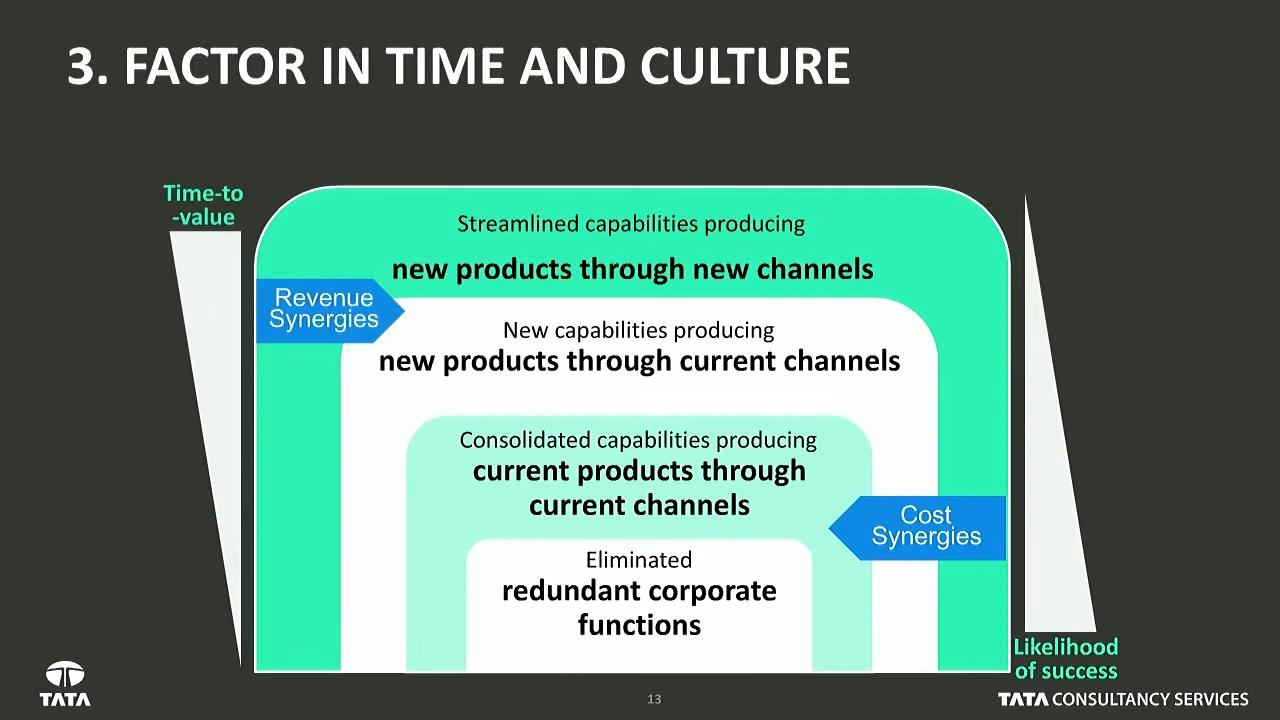 3. FACTOR IN TIME AND CULTURE
Time-to
-value
Streamlined capabilities producing
new products through new channels
Revenue
Synergies
New capabilities producing
new products through current channels
Consolidated capabilities producing
current products through
current channels
Cost
Synergies
Eliminated
redundant corporate
functions
Likelihood
of success
TATA
13
TATA CONSULTANCY SERVICES